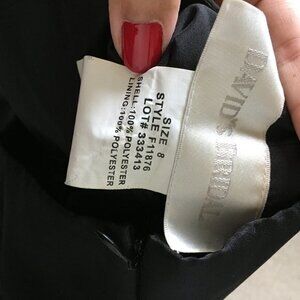 SIZE 8
STYLE F11876
LOT# 333413
SHELL:100% POLYESTER
LINING:100% POLYESTER
DAVID'S BRIDAL